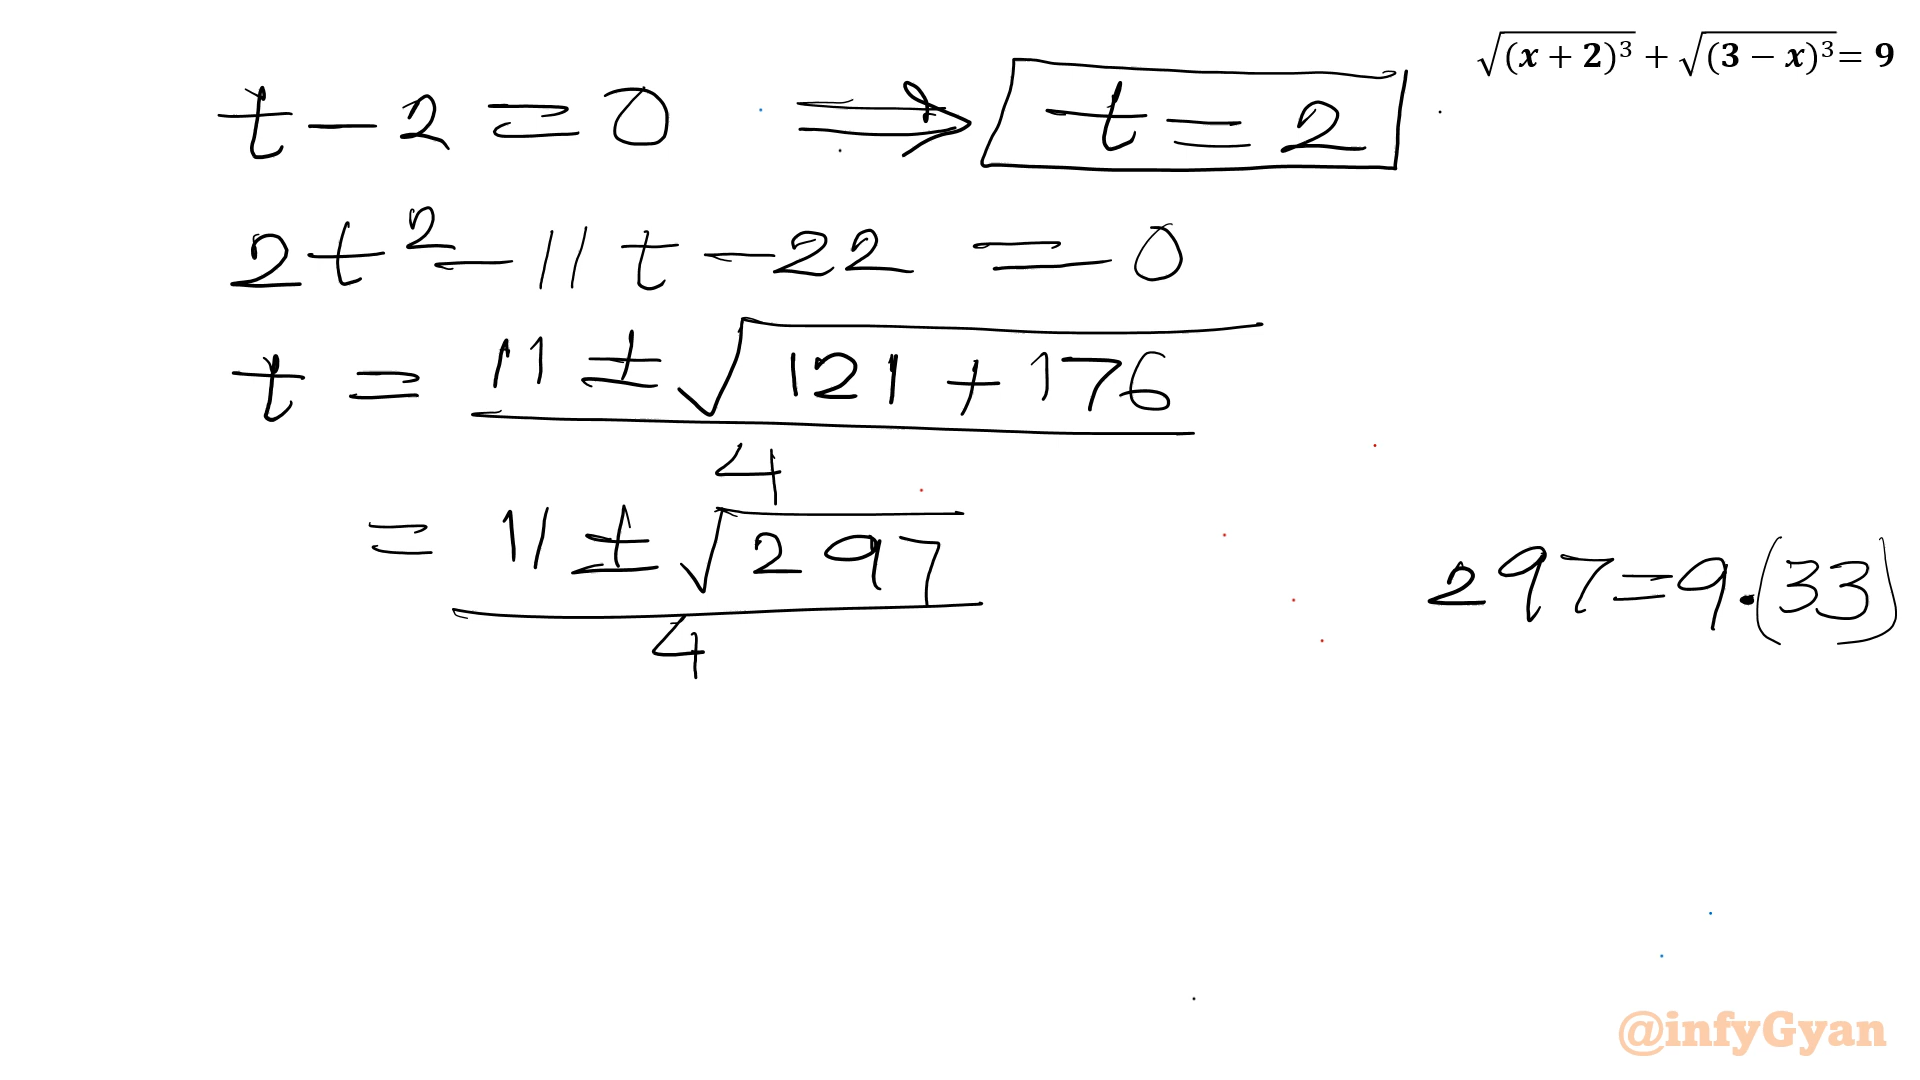 √(x + 2)³ + √(3 − x)³ = 9
t − 2 = 0 ⟹ t = 2
2t² − 11t − 22 = 0
t = (11 ± √(121 + 176))/4
= (11 ± √297)/4
297 = 9·(33)
@infyGyan